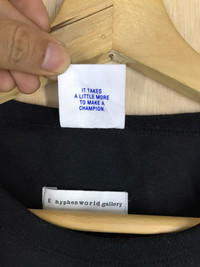 IT TAKES
A LITTLE MORE
TO MAKE A
CHAMPION.
E hyphen world gallery